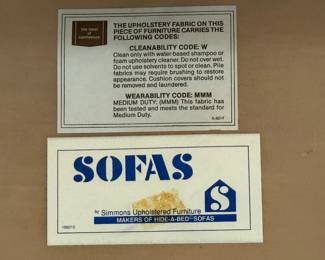 THE UPHOLSTERY FABRIC ON THIS
PIECE OF FURNITURE CARRIES THE
FOLLOWING CODES:
CLEANABILITY CODE: W
Clean only with water based shampoo or
foam upholstery cleaner. Do not over wet.
Do not use solvents to spot or clean. Pile
fabrics may require brushing to restore
appearance. Cushion covers should not
be removed and laundered.
WEARABILITY CODE: MMM
MEDIUM DUTY: (MMM) This fabric has
been tested and meets the standard for
Medium Duty.
SOFAS
by Simmons Upholstered Furniture
MAKERS OF HIDE-A-BED SOFAS
S